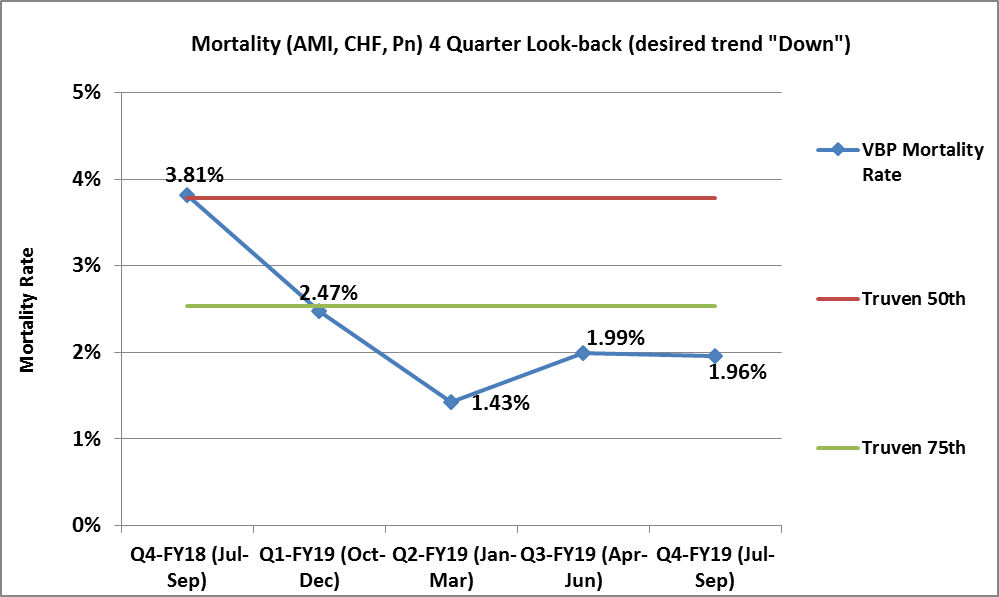 Mortality (AMI, CHF, Pn) 4 Quarter Look-back (desired trend "Down")
5%
4%
3%
2%
1%
0%
Mortality Rate
3.81%
2.47%
1.43%
1.99%
1.96%
Q4-FY18 (Jul-
Sep)
Q1-FY19 (Oct-
Dec)
Q2-FY19 (Jan-
Mar)
Q3-FY19 (Apr-
Jun)
Q4-FY19 (Jul-
Sep)
VBP Mortality
Rate
Truven 50th
Truven 75th